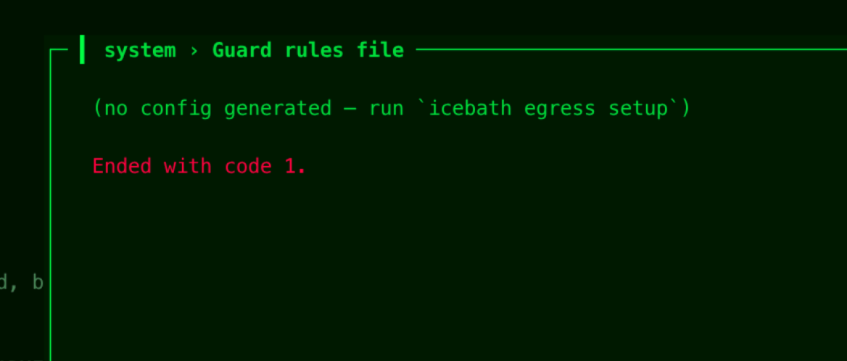 system › Guard rules file
(no config generated — run `icebath egress setup`)
Ended with code 1.
d, b